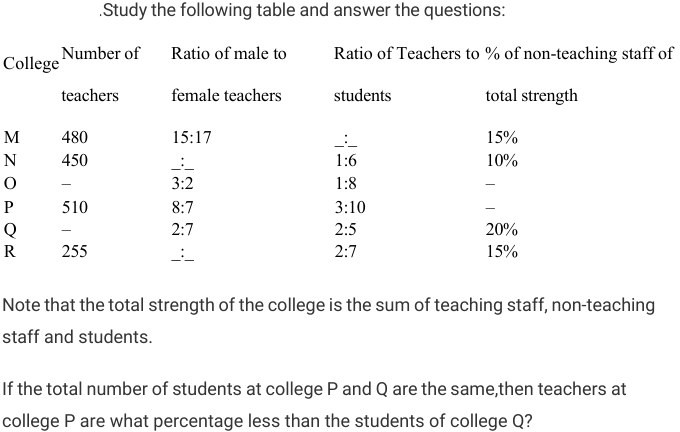 .Study the following table and answer the questions:
College Number of teachers Ratio of male to female teachers Ratio of Teachers to students % of non-teaching staff of total strength
M 480 15:17 _:_ 15%
N 450 _:_ 1:6 10%
O – 3:2 1:8 –
P 510 8:7 3:10 –
Q – 2:7 2:5 20%
R 255 _:_ 2:7 15%
Note that the total strength of the college is the sum of teaching staff, non-teaching
staff and students.
If the total number of students at college P and Q are the same,then teachers at
college P are what percentage less than the students of college Q?